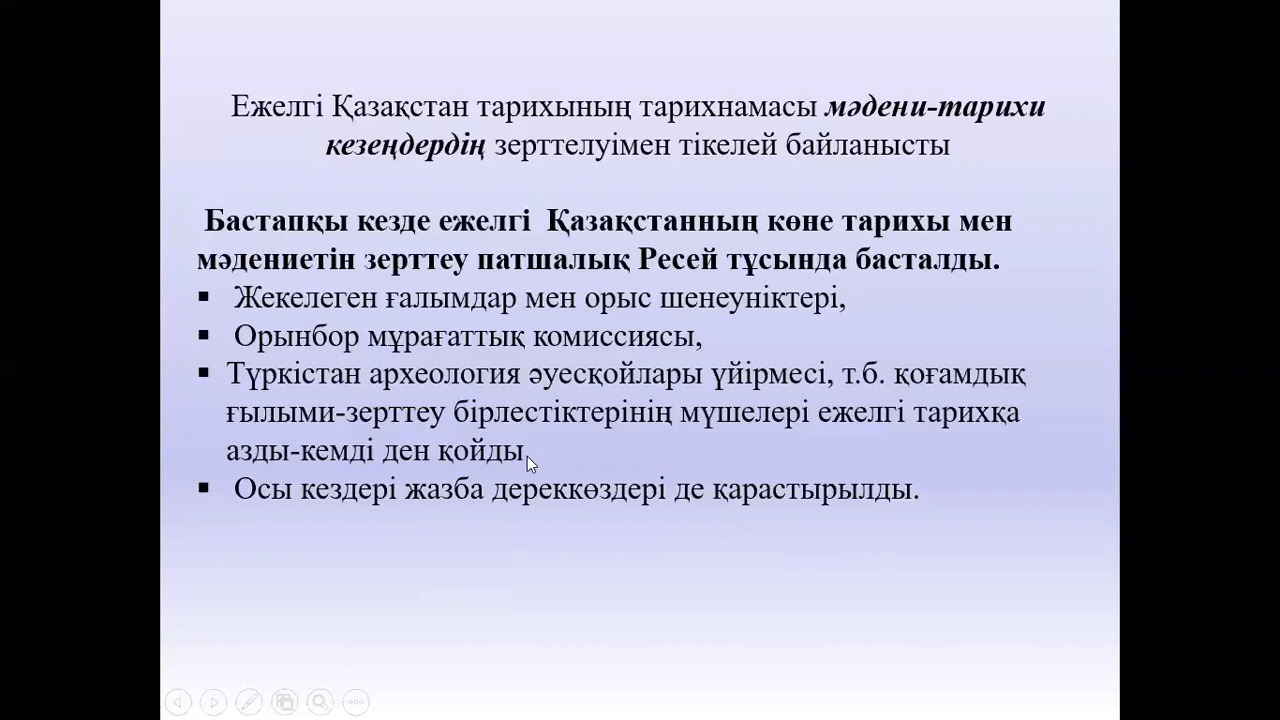 Ежелгі Қазақстан тарихының тарихнамасы мәдени-тарихи
кезеңдердің зерттелуімен тікелей байланысты
Бастапқы кезде ежелгі Қазақстанның көне тарихы мен
мәдениетін зерттеу патшалық Ресей тұсында басталды.
▪ Жекелеген ғалымдар мен орыс шенеуніктері,
▪ Орынбор мұрағаттық комиссиясы,
▪ Түркістан археология әуесқойлары үйірмесі, т.б. қоғамдық
ғылыми-зерттеу бірлестіктерінің мүшелері ежелгі тарихқа
азды-кемді ден қойды.
▪ Осы кездері жазба дереккөздері де қарастырылды.